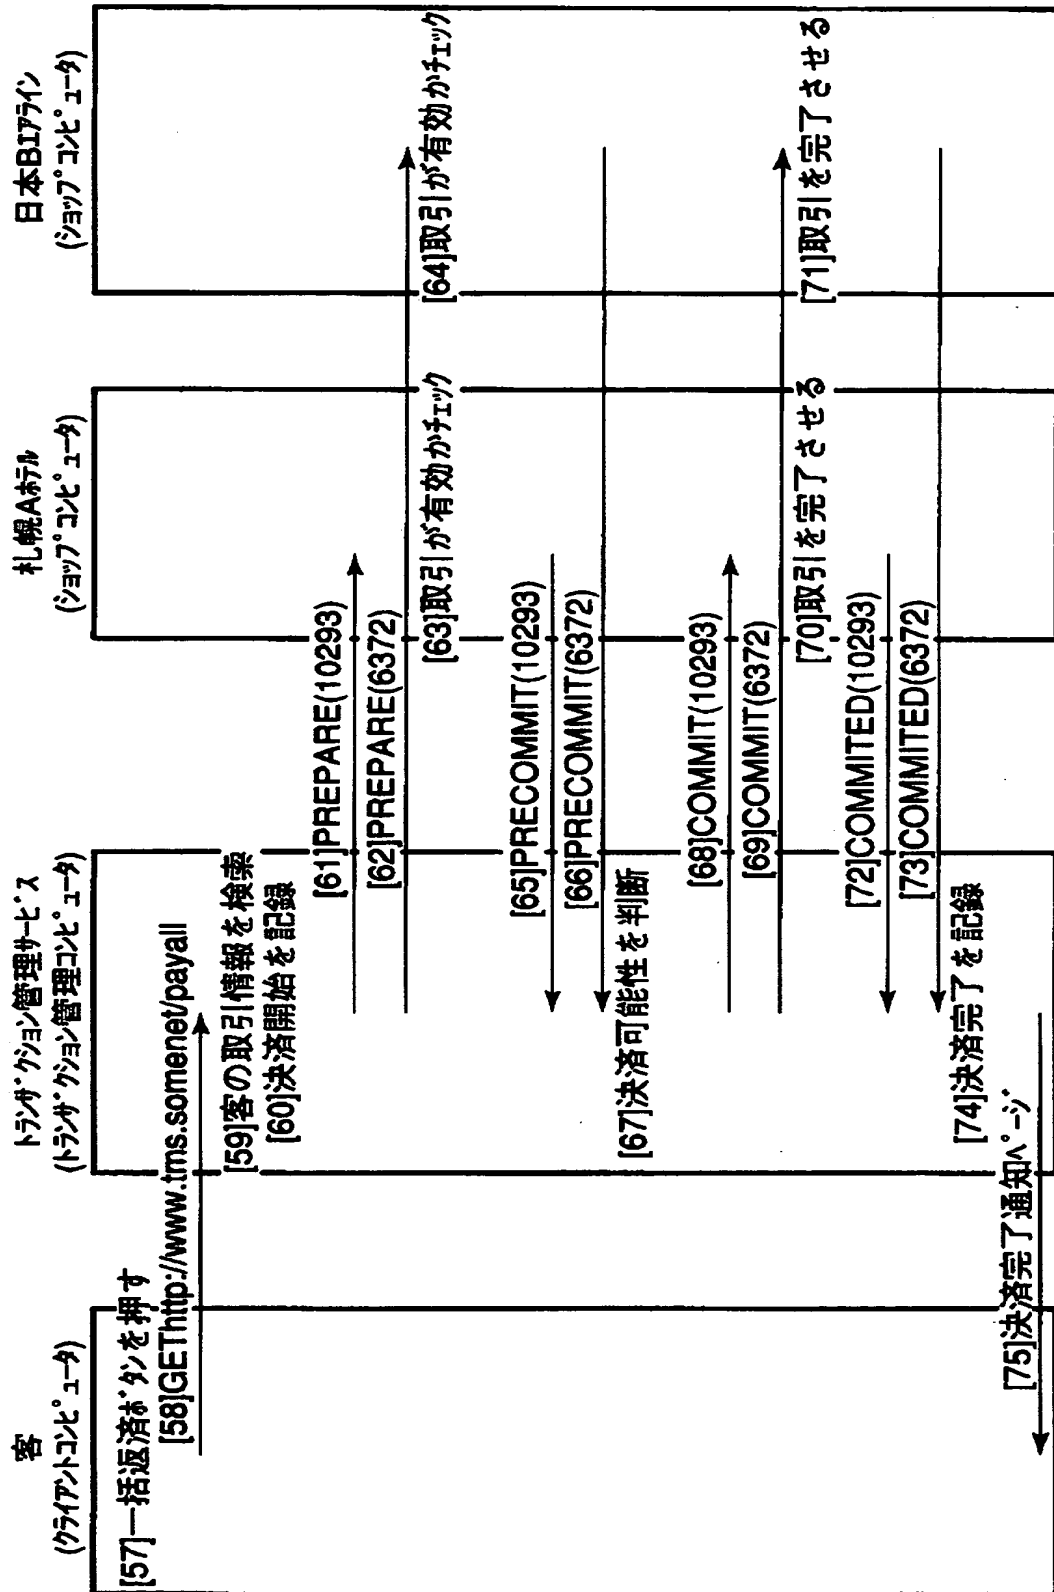 客
(クライアントコンピュータ)
トランザクション管理サービス
(トランザクション管理コンピュータ)
札幌Aホテル
(ショップコンピュータ)
日本BIアライン
(ショップコンピュータ)
[57]一括返済ボタンを押す
[58]GEThttp://www.tms.somenet/payall
[59]客の取引情報を検索
[60]決済開始を記録
[61]PREPARE(10293)
[62]PREPARE(6372)
[63]取引が有効かチェック
[64]取引が有効かチェック
[65]PRECOMMIT(10293)
[66]PRECOMMIT(6372)
[67]決済可能性を判断
[68]COMMIT(10293)
[69]COMMIT(6372)
[70]取引を完了させる
[71]取引を完了させる
[72]COMMITED(10293)
[73]COMMITED(6372)
[74]決済完了を記録
[75]決済完了通知ページ